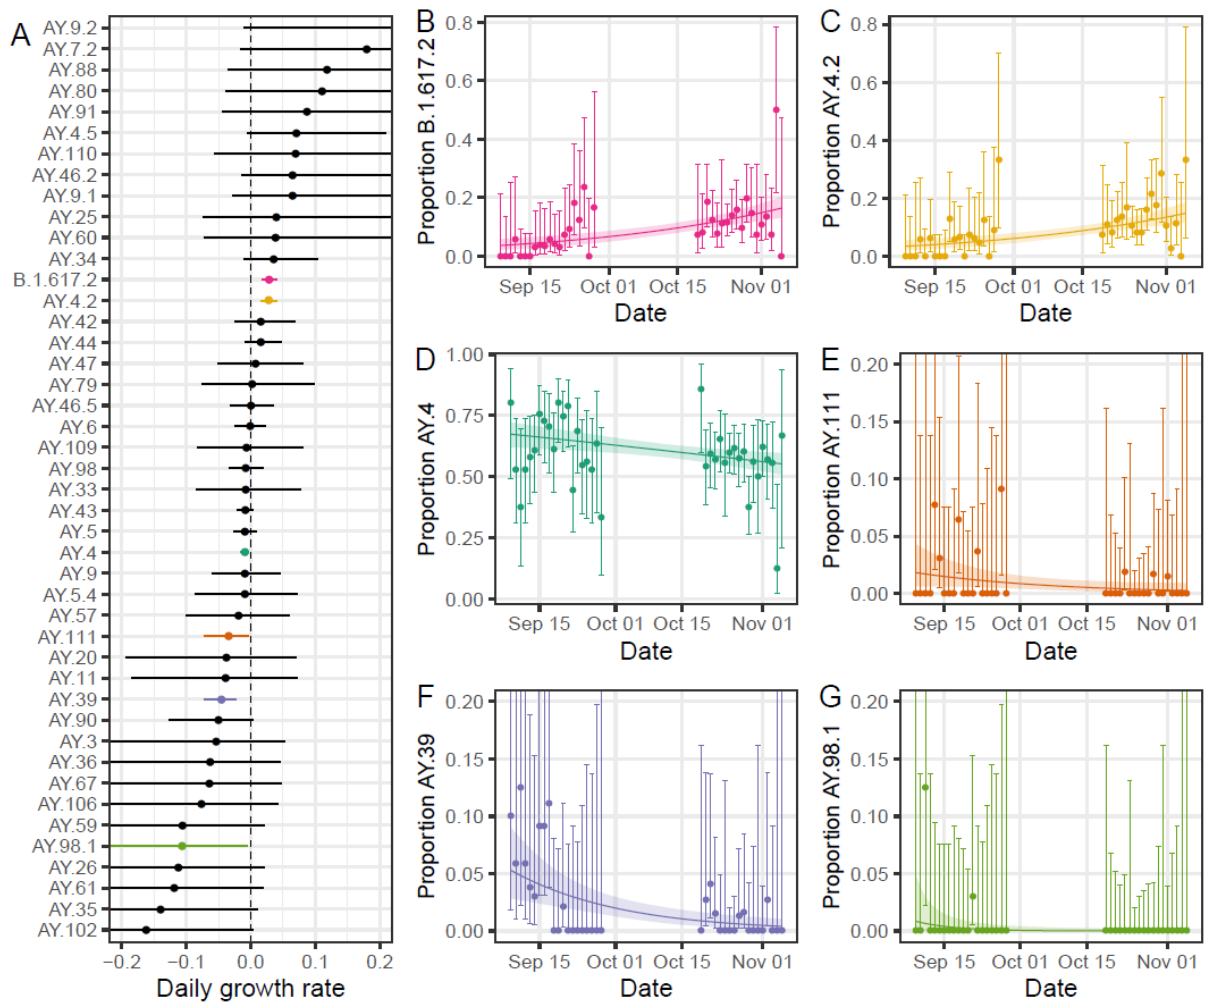 A
AY.9.2
AY.7.2
AY.88
AY.80
AY.91
AY.4.5
AY.110
AY.46.2
AY.9.1
AY.25
AY.60
AY.34
B.1.617.2
AY.4.2
AY.42
AY.44
AY.47
AY.79
AY.46.5
AY.6
AY.109
AY.98
AY.33
AY.43
AY.5
AY.4
AY.9
AY.5.4
AY.57
AY.111
AY.20
AY.11
AY.39
AY.90
AY.3
AY.36
AY.67
AY.106
AY.59
AY.98.1
AY.26
AY.61
AY.35
AY.102
−0.2 −0.1 0.0 0.1 0.2
Daily growth rate
B
Proportion B.1.617.2
0.8
0.6
0.4
0.2
0.0
Sep 15 Oct 01 Oct 15 Nov 01
Date
C
Proportion AY.4.2
0.8
0.6
0.4
0.2
0.0
Sep 15 Oct 01 Oct 15 Nov 01
Date
D
Proportion AY.4
1.00
0.75
0.50
0.25
0.00
Sep 15 Oct 01 Oct 15 Nov 01
Date
E
Proportion AY.111
0.20
0.15
0.10
0.05
0.00
Sep 15 Oct 01 Oct 15 Nov 01
Date
F
Proportion AY.39
0.20
0.15
0.10
0.05
0.00
Sep 15 Oct 01 Oct 15 Nov 01
Date
G
Proportion AY.98.1
0.20
0.15
0.10
0.05
0.00
Sep 15 Oct 01 Oct 15 Nov 01
Date